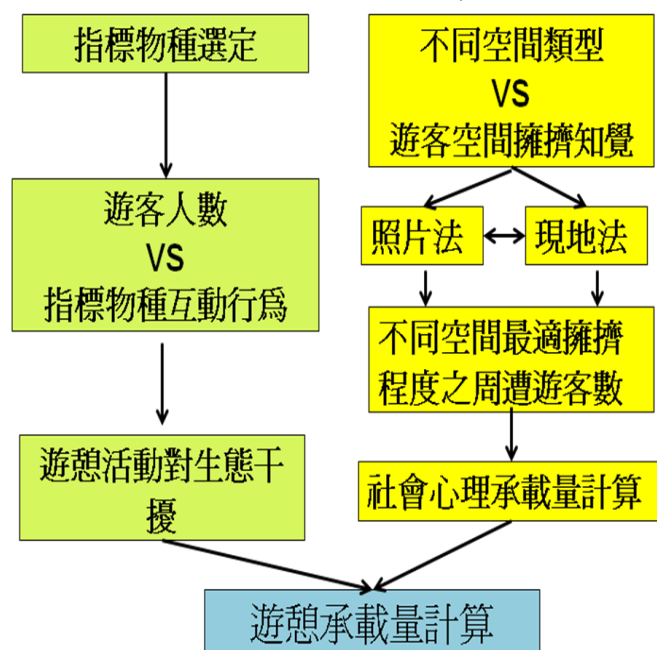 指標物種選定
遊客人數
VS
指標物種互動行為
遊憩活動對生態干
擾
不同空間類型
VS
遊客空間擁擠知覺
照片法
現地法
不同空間最適擁擠
程度之周遭遊客數
社會心理承載量計算
遊憩承載量計算